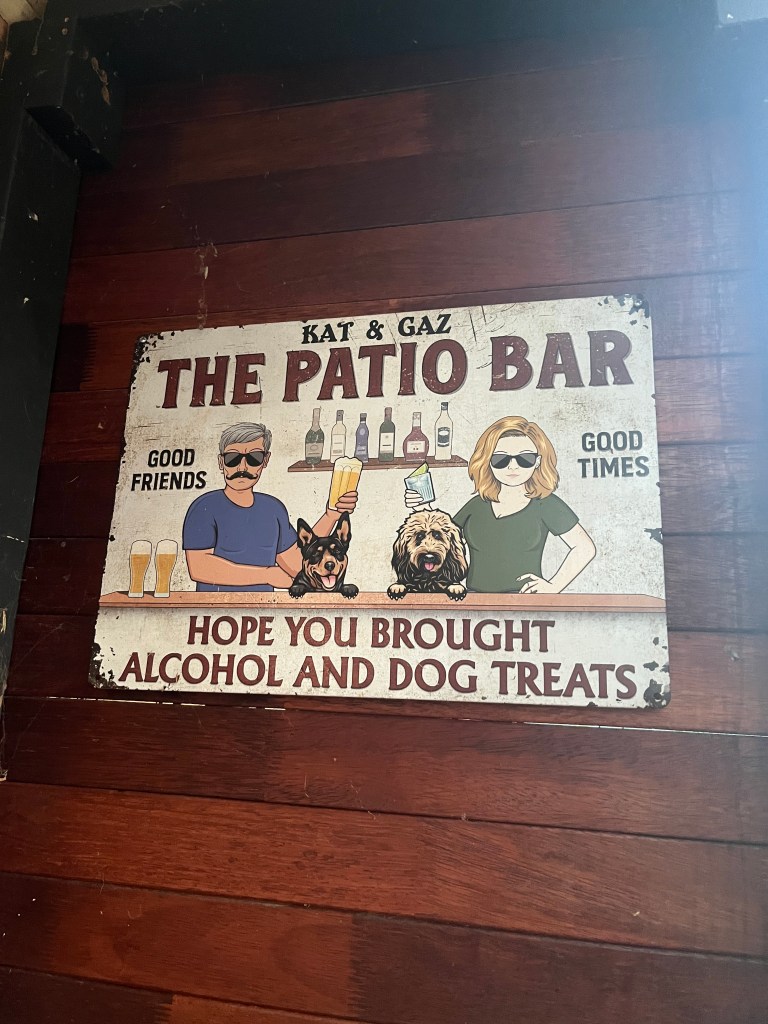 KAT & GAZ
THE PATIO BAR
GOOD
FRIENDS
GOOD
TIMES
HOPE YOU BROUGHT
ALCOHOL AND DOG TREATS